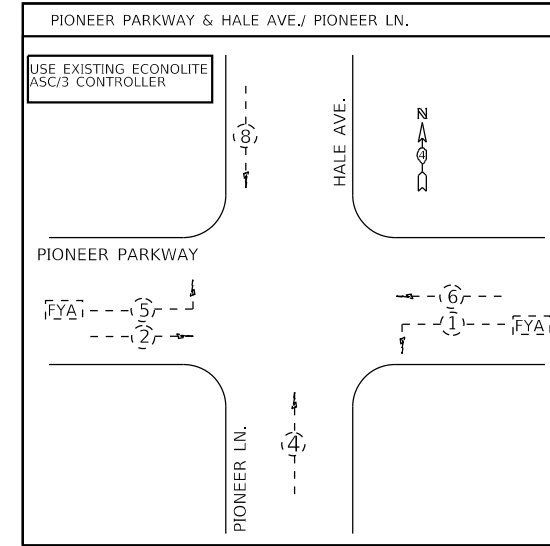 PIONEER PARKWAY & HALE AVE./ PIONEER LN.
USE EXISTING ECONOLITE
ASC/3 CONTROLLER
8
HALE AVE.
N
4
PIONEER PARKWAY
FYA
5
2
6
1
FYA
PIONEER LN.
4